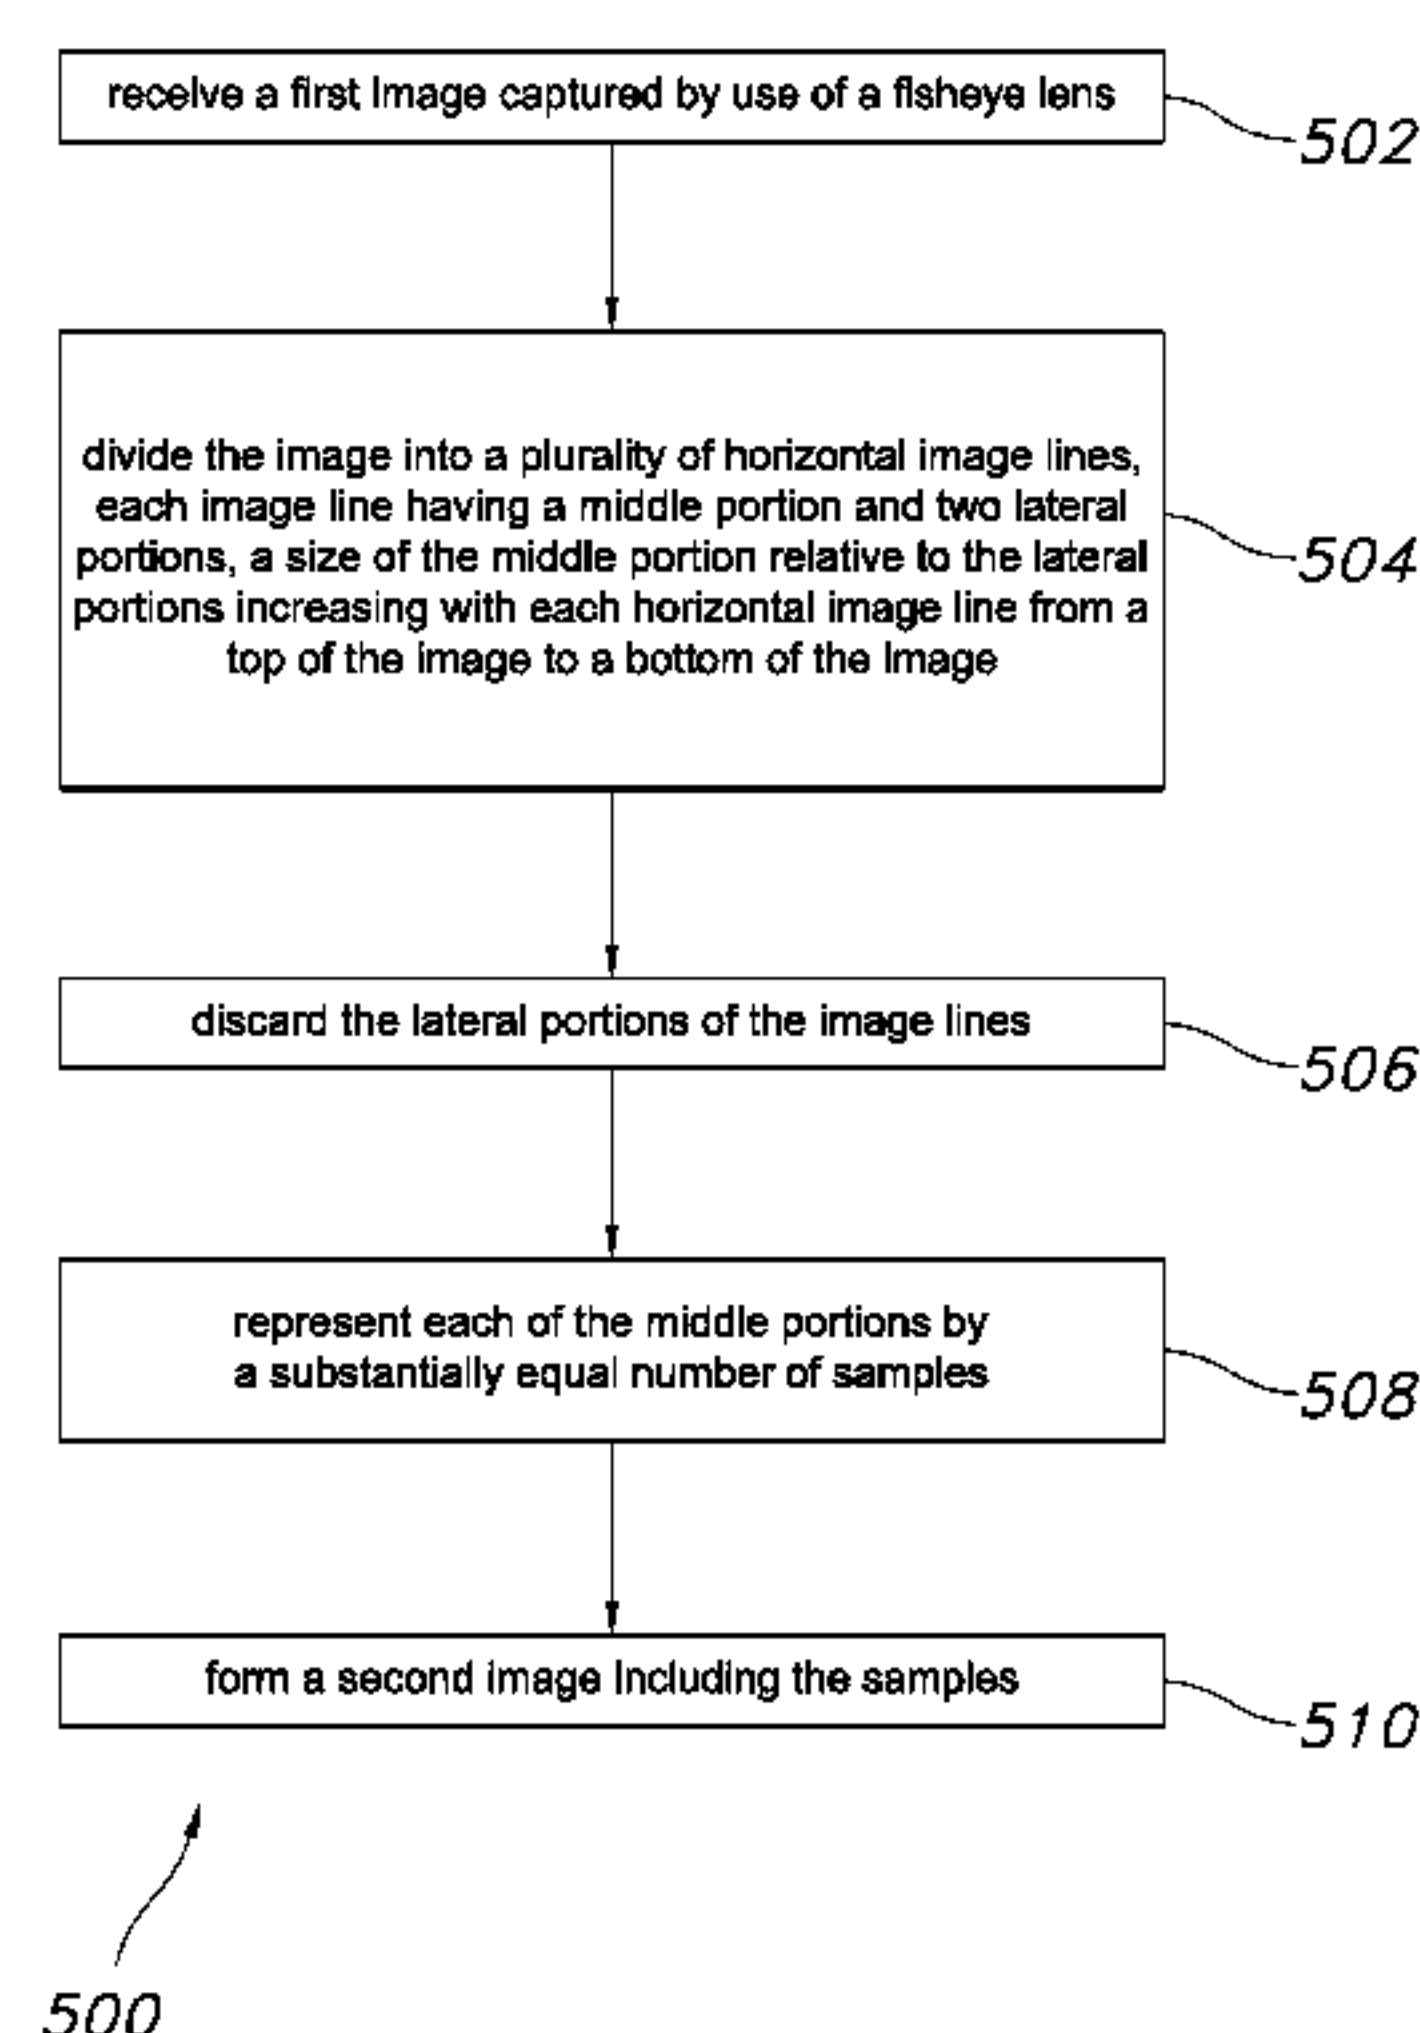 receive a first image captured by use of a fisheye lens
502
divide the image into a plurality of horizontal image lines,
each image line having a middle portion and two lateral
portions, a size of the middle portion relative to the lateral
portions increasing with each horizontal image line from a
top of the image to a bottom of the image
504
discard the lateral portions of the image lines
506
represent each of the middle portions by
a substantially equal number of samples
508
form a second image including the samples
510
500